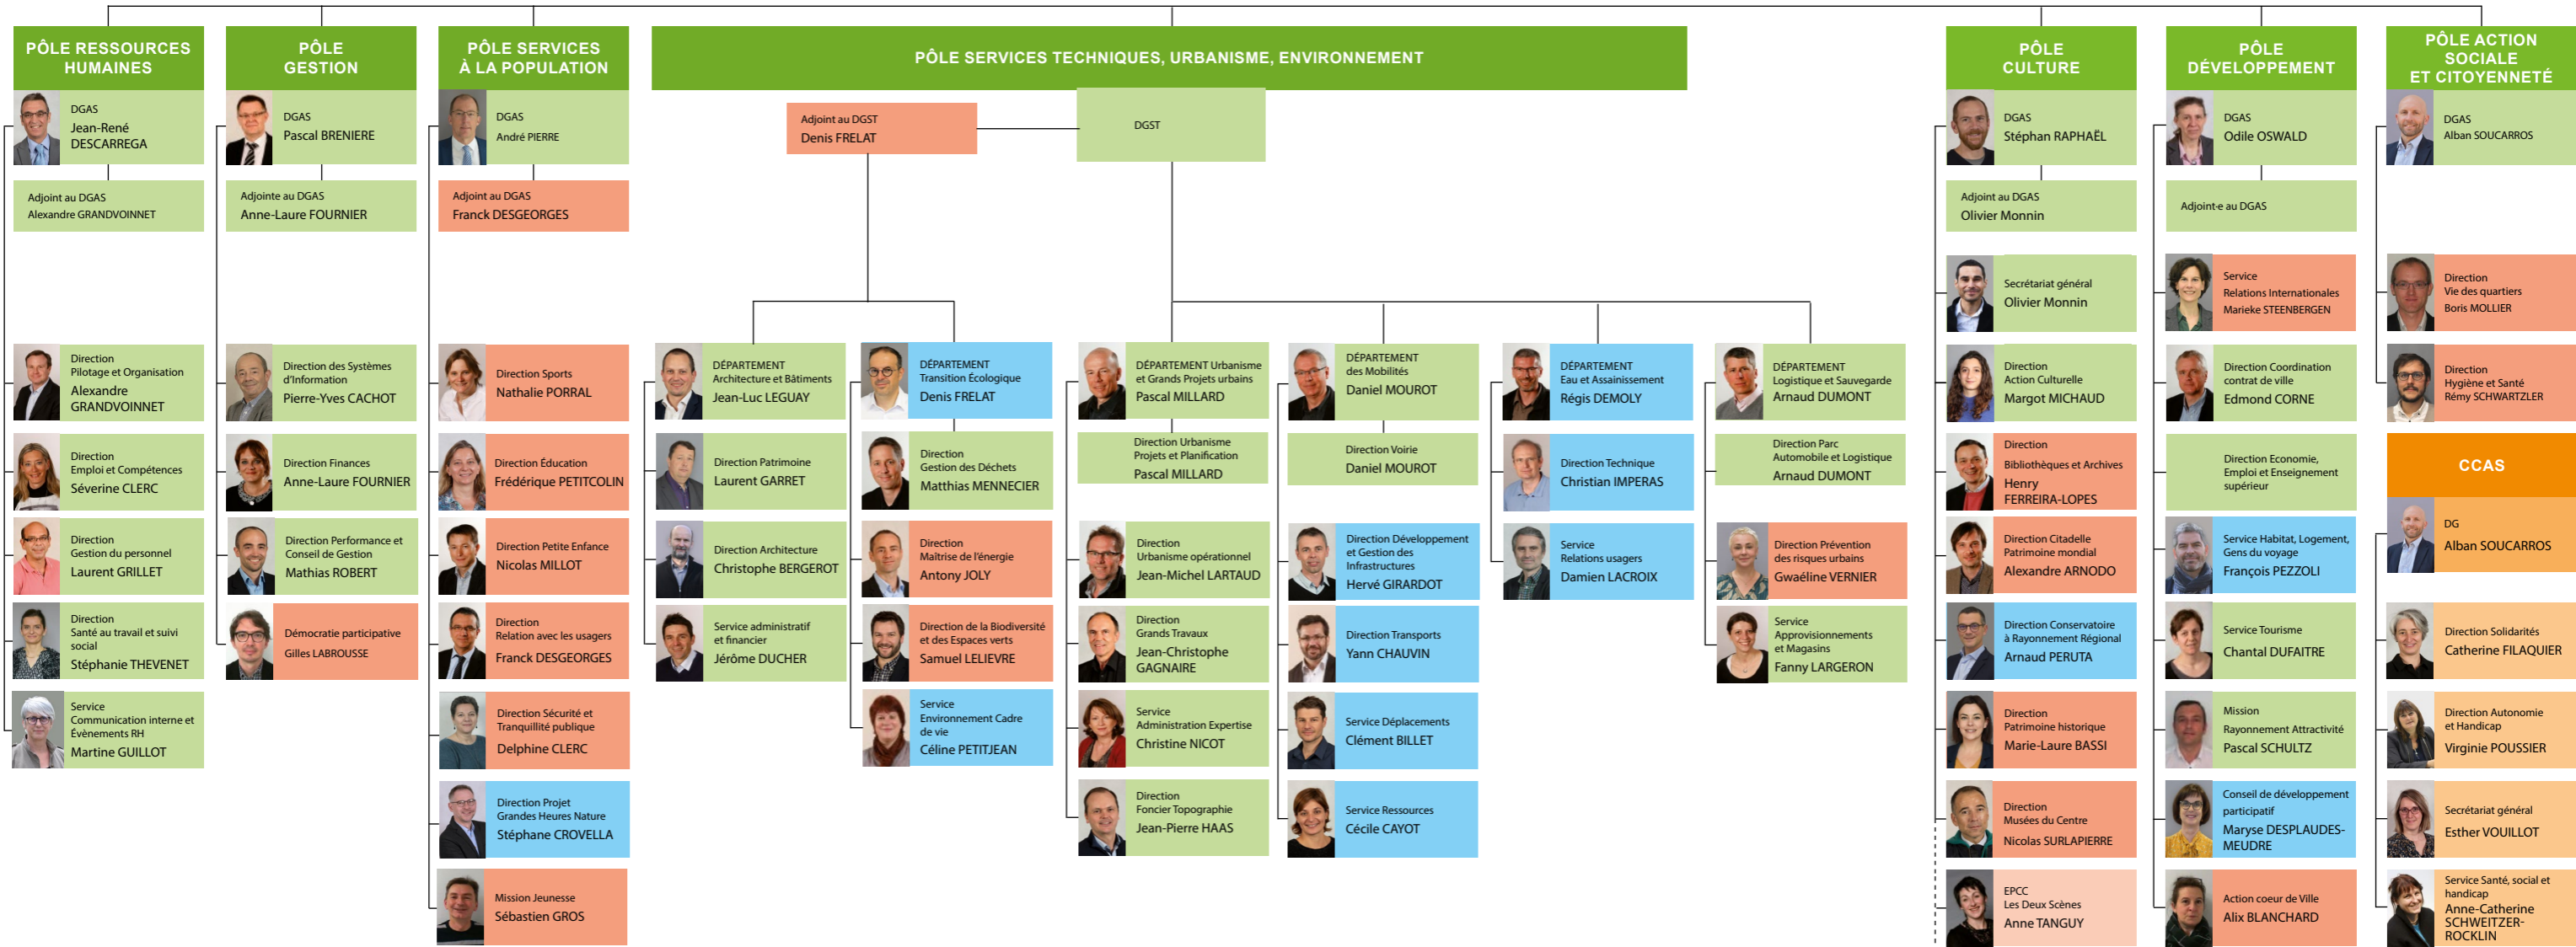 PÔLE RESSOURCES
HUMAINES
DGAS
Jean-René
DESCARREGA
Adjoint au DGAS
Alexandre GRANDVOINNET
Direction
Pilotage et Organisation
Alexandre
GRANDVOINNET
Direction
Emploi et Compétences
Séverine CLERC
Direction
Gestion du personnel
Laurent GRILLET
Direction
Santé au travail et suivi
social
Stéphanie THEVENET
Service
Communication interne et
Évènements RH
Martine GUILLOT
PÔLE
GESTION
DGAS
Pascal BRENIERE
Adjointe au DGAS
Anne-Laure FOURNIER
Direction des Systèmes
d'Information
Pierre-Yves CACHOT
Direction Finances
Anne-Laure FOURNIER
Direction Performance et
Conseil de Gestion
Mathias ROBERT
Démocratie participative
Gilles LABROUSSE
PÔLE SERVICES
À LA POPULATION
DGAS
André PIERRE
Adjoint au DGAS
Franck DESGEORGES
Direction Sports
Nathalie PORRAL
Direction Éducation
Frédérique PETITCOLIN
Direction Petite Enfance
Nicolas MILLOT
Direction
Relation avec les usagers
Franck DESGEORGES
Direction Sécurité et
Tranquillité publique
Delphine CLERC
Direction Projet
Grandes Heures Nature
Stéphane CROVELLA
Mission Jeunesse
Sébastien GROS
PÔLE SERVICES TECHNIQUES, URBANISME, ENVIRONNEMENT
Adjoint au DGST
Denis FRELAT
DGST
DÉPARTEMENT
Architecture et Bâtiments
Jean-Luc LEGUAY
Direction Patrimoine
Laurent GARRET
Direction Architecture
Christophe BERGEROT
Service administratif
et financier
Jérôme DUCHER
DÉPARTEMENT
Transition Écologique
Denis FRELAT
Direction
Gestion des Déchets
Matthias MENNECIER
Direction
Maîtrise de l'énergie
Antony JOLY
Direction de la Biodiversité
et des Espaces verts
Samuel LELIEVRE
Service
Environnement Cadre
de vie
Céline PETITJEAN
DÉPARTEMENT Urbanisme
et Grands Projets urbains
Pascal MILLARD
Direction Urbanisme
Projets et Planification
Pascal MILLARD
Direction
Urbanisme opérationnel
Jean-Michel LARTAUD
Direction
Grands Travaux
Jean-Christophe
GAGNAIRE
Service
Administration Expertise
Christine NICOT
Direction
Foncier Topographie
Jean-Pierre HAAS
DÉPARTEMENT
des Mobilités
Daniel MOUROT
Direction Voirie
Daniel MOUROT
Direction Développement
et Gestion des
Infrastructures
Hervé GIRARDOT
Direction Transports
Yann CHAUVIN
Service Déplacements
Clément BILLET
Service Ressources
Cécile CAYOT
DÉPARTEMENT
Eau et Assainissement
Régis DEMOLY
Direction Technique
Christian IMPERAS
Service
Relations usagers
Damien LACROIX
DÉPARTEMENT
Logistique et Sauvegarde
Arnaud DUMONT
Direction Parc
Automobile et Logistique
Arnaud DUMONT
Direction Prévention
des risques urbains
Gwaéline VERNIER
Service
Approvisionnements
et Magasins
Fanny LARGERON
PÔLE
CULTURE
DGAS
Stéphan RAPHAËL
Adjoint au DGAS
Olivier Monnin
Secrétariat général
Olivier Monnin
Direction
Action Culturelle
Margot MICHAUD
Direction
Bibliothèques et Archives
Henry
FERREIRA-LOPES
Direction Citadelle
Patrimoine mondial
Alexandre ARNODO
Direction Conservatoire
à Rayonnement Régional
Arnaud PERUTA
Direction
Patrimoine historique
Marie-Laure BASSI
Direction
Musées du Centre
Nicolas SURLAPIERRE
EPCC
Les Deux Scènes
Anne TANGUY
PÔLE
DÉVELOPPEMENT
DGAS
Odile OSWALD
Adjoint·e au DGAS
Service
Relations Internationales
Marieke STEENBERGEN
Direction Coordination
contrat de ville
Edmond CORNE
Direction Economie,
Emploi et Enseignement
supérieur
Service Habitat, Logement,
Gens du voyage
François PEZZOLI
Service Tourisme
Chantal DUFAITRE
Mission
Rayonnement Attractivité
Pascal SCHULTZ
Conseil de développement
participatif
Maryse DESPLAUDES-
MEUDRE
Action coeur de Ville
Alix BLANCHARD
PÔLE ACTION
SOCIALE
ET CITOYENNETÉ
DGAS
Alban SOUCARROS
Direction
Vie des quartiers
Boris MOLLIER
Direction
Hygiène et Santé
Rémy SCHWARTZLER
CCAS
DG
Alban SOUCARROS
Direction Solidarités
Catherine FILAQUIER
Direction Autonomie
et Handicap
Virginie POUSSIER
Secrétariat général
Esther VOUILLOT
Service Santé, social et
handicap
Anne-Catherine
SCHWEITZER-
ROCKLIN